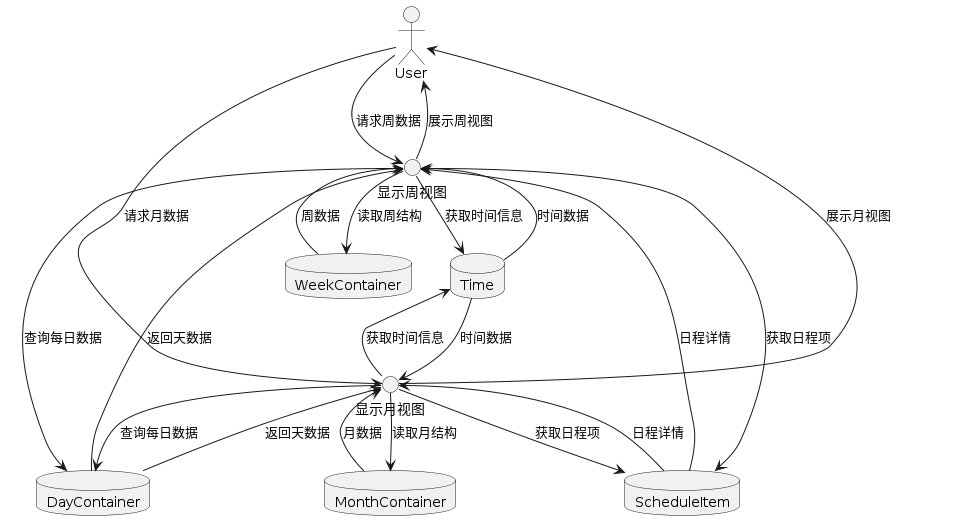 User
请求周数据
展示周视图
显示周视图
请求月数据
周数据
读取周结构
获取时间信息
时间数据
展示月视图
WeekContainer
Time
查询每日数据
返回天数据
获取时间信息
时间数据
日程详情
获取日程项
显示月视图
查询每日数据
返回天数据
月数据
读取月结构
获取日程项
日程详情
DayContainer
MonthContainer
ScheduleItem